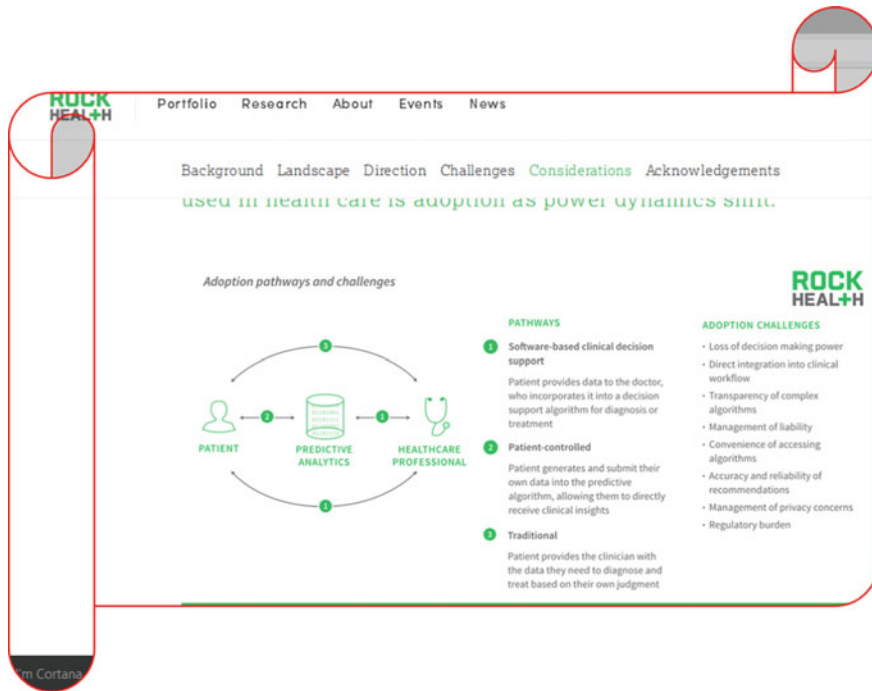 ROCK
HEALTH
Portfolio Research About Events News
Background Landscape Direction Challenges Considerations Acknowledgements
used in health care is adoption as power dynamics shift.
Adoption pathways and challenges
ROCK
HEALTH
3
PATIENT
2
PREDICTIVE
ANALYTICS
1
HEALTHCARE
PROFESSIONAL
1
PATHWAYS
1 Software-based clinical decision
support
Patient provides data to the doctor,
who incorporates it into a decision
support algorithm for diagnosis or
treatment
2 Patient-controlled
Patient generates and submit their
own data into the predictive
algorithm, allowing them to directly
receive clinical insights
3 Traditional
Patient provides the clinician with
the data they need to diagnose and
treat based on their own judgment
ADOPTION CHALLENGES
• Loss of decision making power
• Direct integration into clinical
workflow
• Transparency of complex
algorithms
• Management of liability
• Convenience of accessing
algorithms
• Accuracy and reliability of
recommendations
• Management of privacy concerns
• Regulatory burden
I'm Cortana